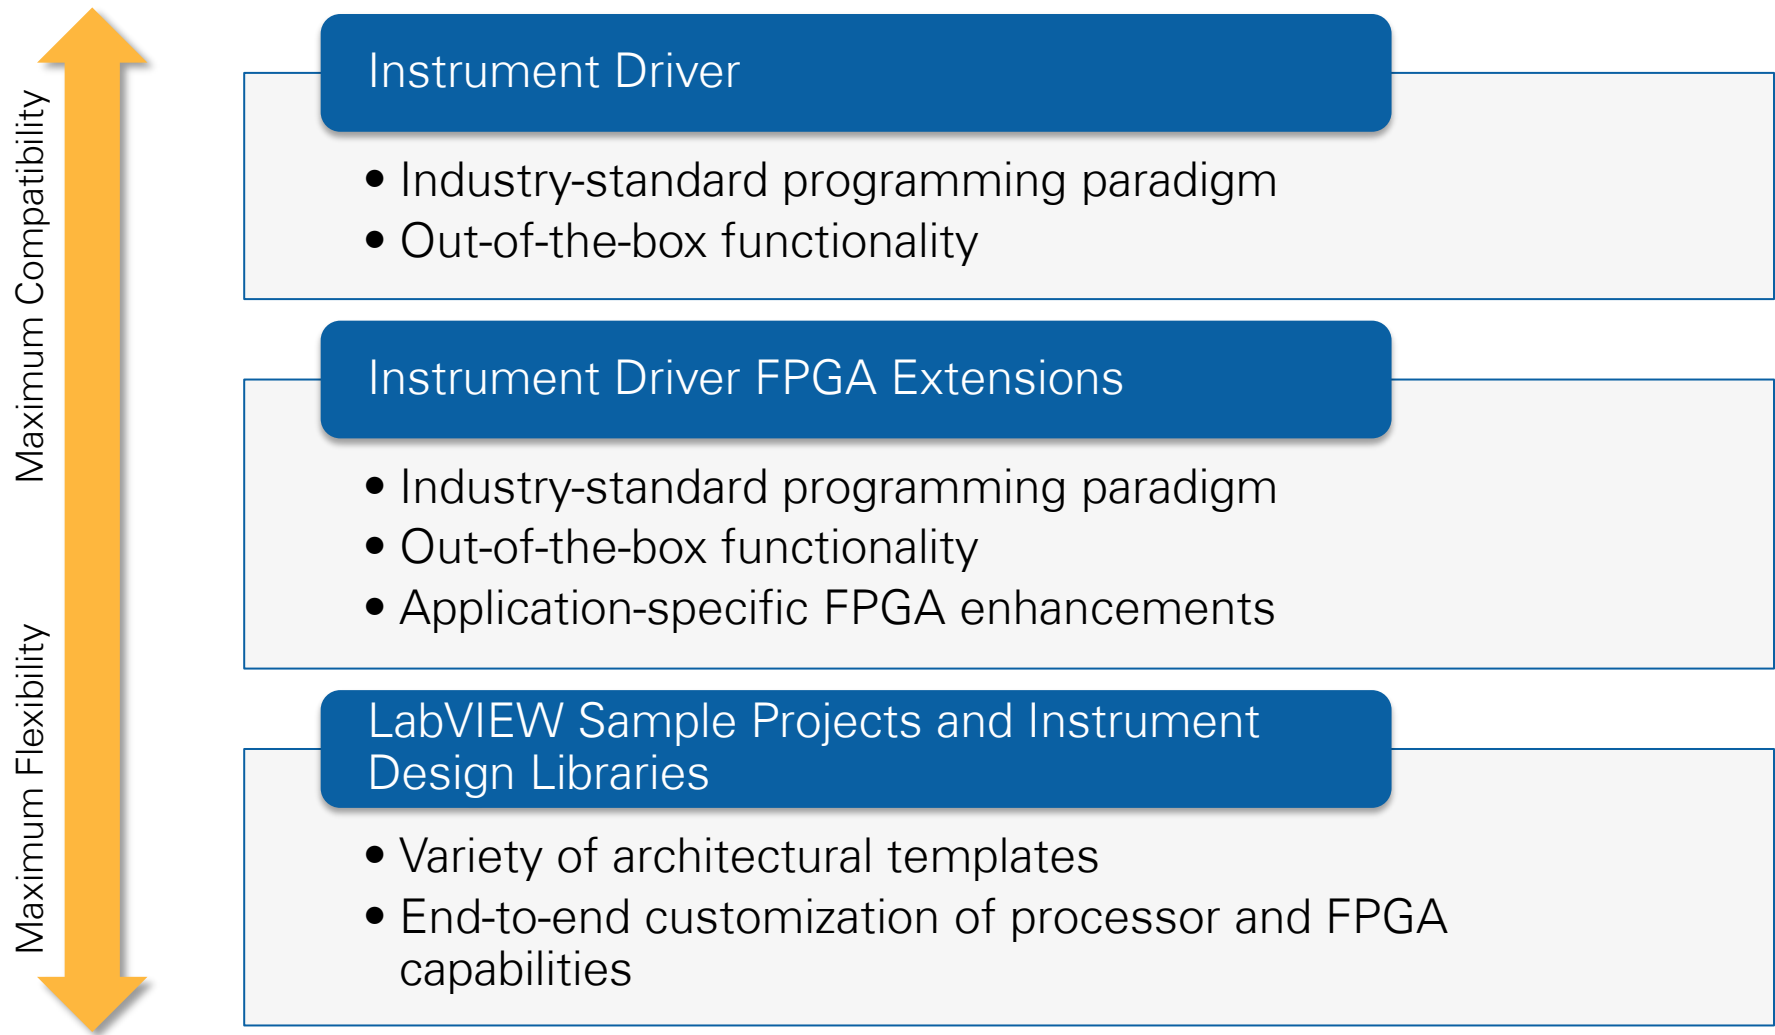 Maximum Compatibility
Maximum Flexibility
Instrument Driver
• Industry-standard programming paradigm
• Out-of-the-box functionality
Instrument Driver FPGA Extensions
• Industry-standard programming paradigm
• Out-of-the-box functionality
• Application-specific FPGA enhancements
LabVIEW Sample Projects and Instrument
Design Libraries
• Variety of architectural templates
• End-to-end customization of processor and FPGA
capabilities